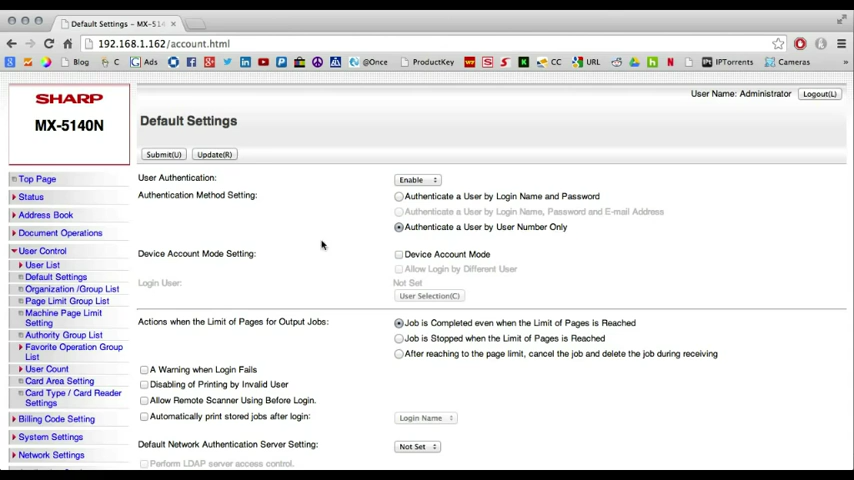 Default Settings – MX-514
192.168.1.162/account.html
Blog
C
Ads
@Once
ProductKey
CC
URL
IPTorrents
Cameras
»
SHARP
MX-5140N
User Name: Administrator
Logout(L)
Default Settings
Submit(U)
Update(R)
Top Page
Status
Address Book
Document Operations
User Control
User List
Default Settings
Organization /Group List
Page Limit Group List
Machine Page Limit
Setting
Authority Group List
Favorite Operation Group
List
User Count
Card Area Setting
Card Type / Card Reader
Settings
Billing Code Setting
System Settings
Network Settings
User Authentication:
Enable
Authentication Method Setting:
Authenticate a User by Login Name and Password
Authenticate a User by Login Name, Password and E-mail Address
Authenticate a User by User Number Only
Device Account Mode Setting:
Device Account Mode
Allow Login by Different User
Login User:
Not Set
User Selection(C)
Actions when the Limit of Pages for Output Jobs:
Job is Completed even when the Limit of Pages is Reached
Job is Stopped when the Limit of Pages is Reached
After reaching to the page limit, cancel the job and delete the job during receiving
A Warning when Login Fails
Disabling of Printing by Invalid User
Allow Remote Scanner Using Before Login.
Automatically print stored jobs after login:
Login Name
Default Network Authentication Server Setting:
Not Set
Perform LDAP server access control.